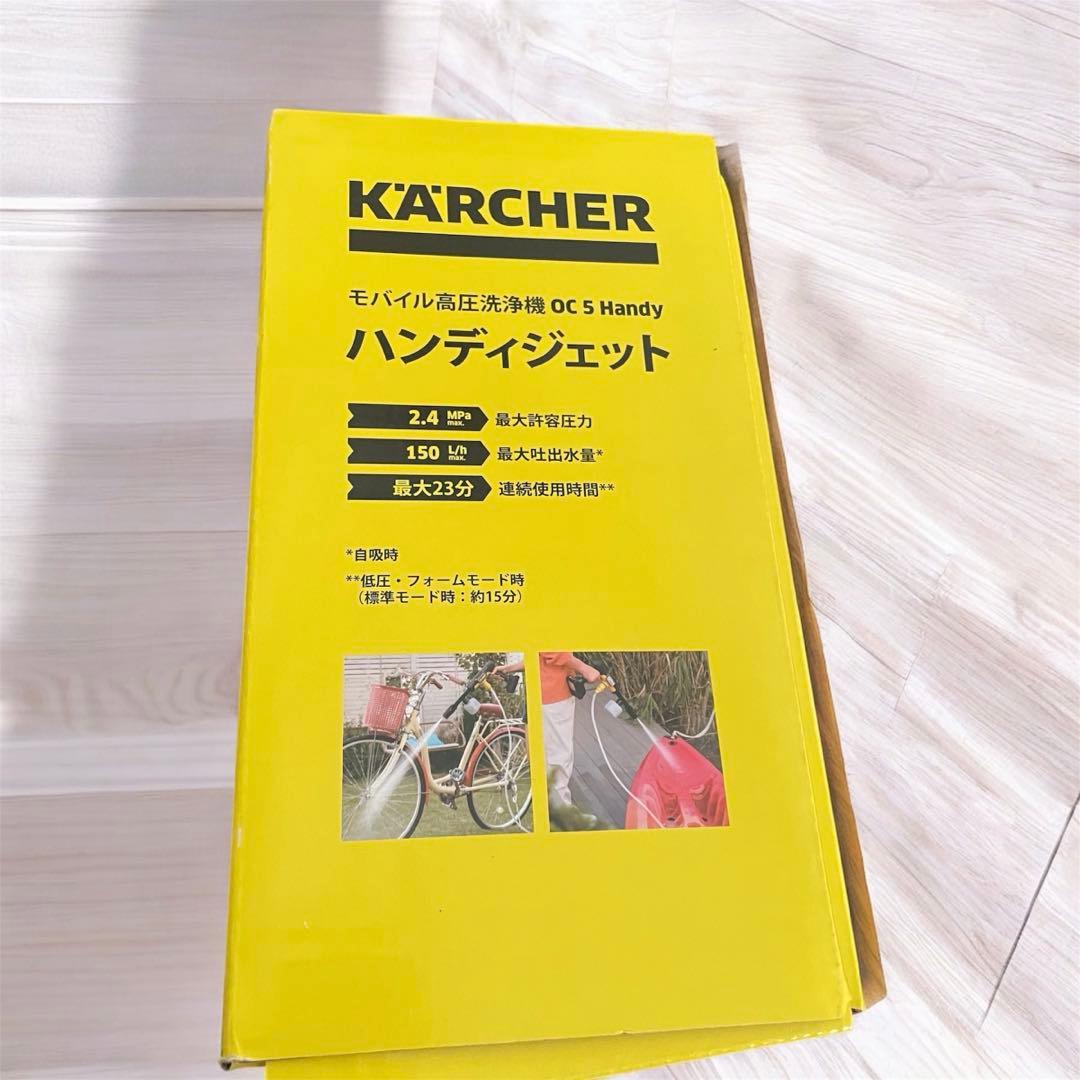 KÄRCHER
モバイル高圧洗浄機 OC 5 Handy
ハンディジェット
2.4 MPa max. 最大許容圧力
150 L/h max. 最大吐出水量*
最大23分 連続使用時間**
*自吸時
**低圧・フォームモード時
（標準モード時：約15分）